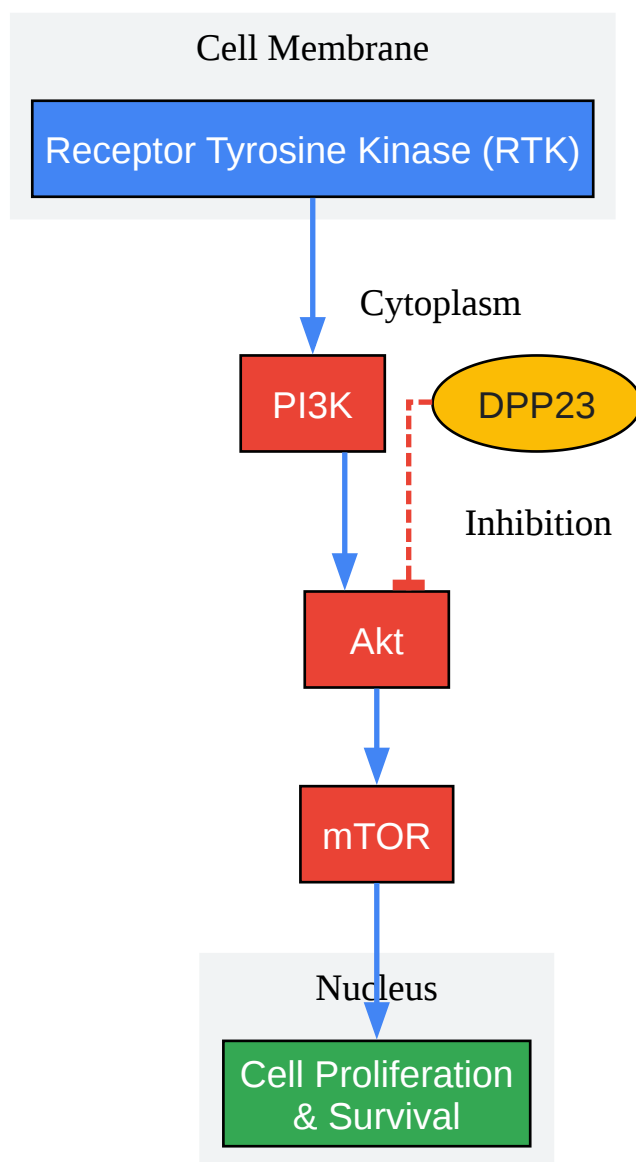 Cell Membrane
Receptor Tyrosine Kinase (RTK)
Cytoplasm
PI3K
DPP23
Inhibition
Akt
mTOR
Nucleus
Cell Proliferation
& Survival